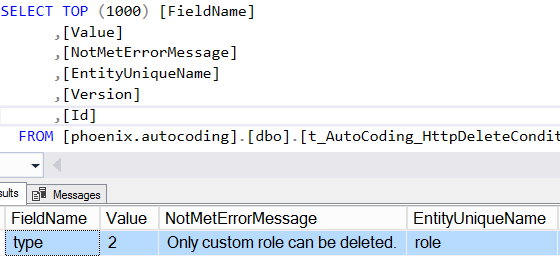 SELECT TOP (1000) [FieldName]
,[Value]
,[NotMetErrorMessage]
,[EntityUniqueName]
,[Version]
,[Id]
FROM [phoenix.autocoding].[dbo].[t_AutoCoding_HttpDeleteCondit
sults Messages
FieldName Value NotMetErrorMessage EntityUniqueName
type 2 Only custom role can be deleted. role